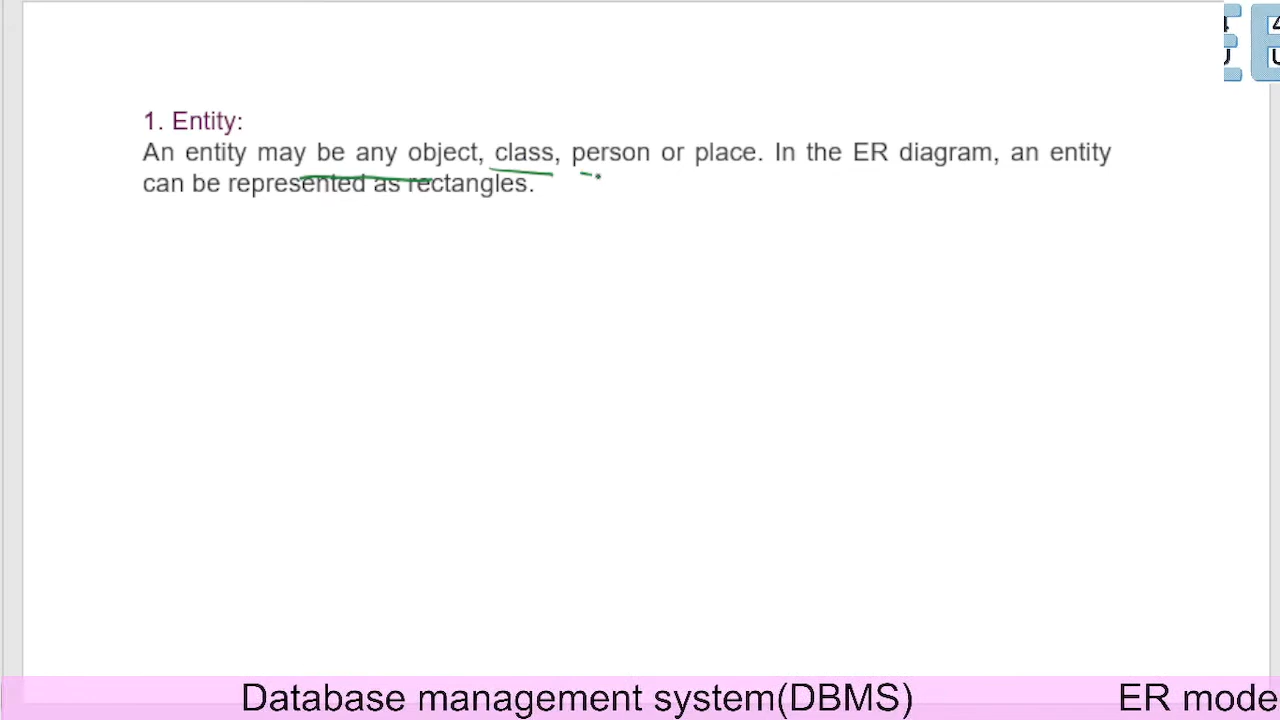 1. Entity:
An entity may be any object, class, person or place. In the ER diagram, an entity
can be represented as rectangles.
Database management system(DBMS) ER mode